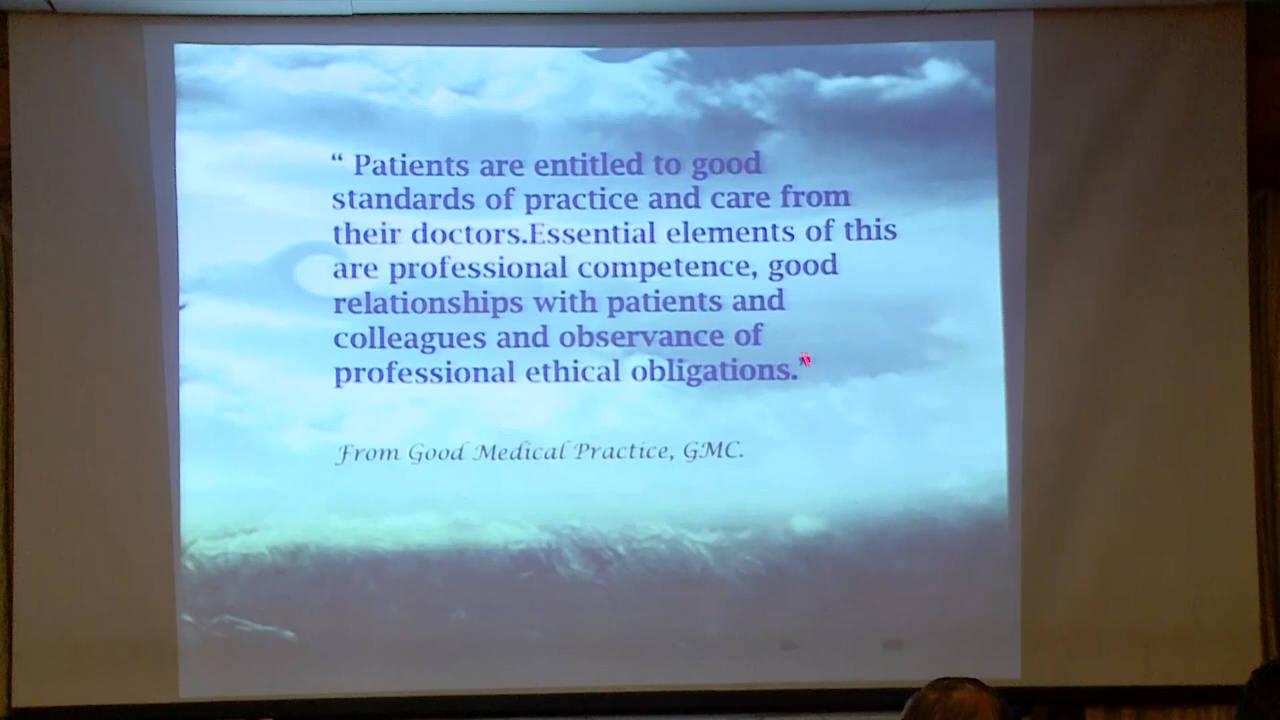 “ Patients are entitled to good
standards of practice and care from
their doctors.Essential elements of this
are professional competence, good
relationships with patients and
colleagues and observance of
professional ethical obligations.”
From Good Medical Practice, GMC.